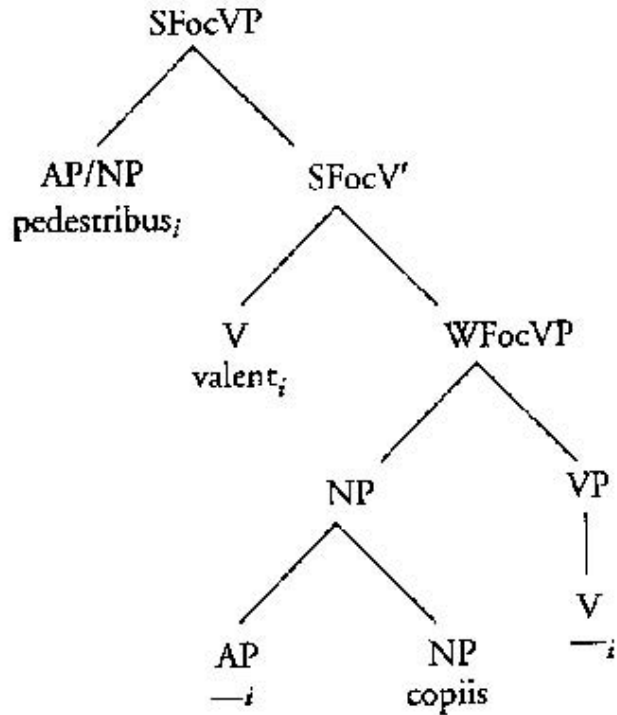 SFocVP
AP/NP SFocV′
pedestribusᵢ
V WFocVP
valentᵢ
NP VP
AP NP V
—ᵢ copiis —ᵢ